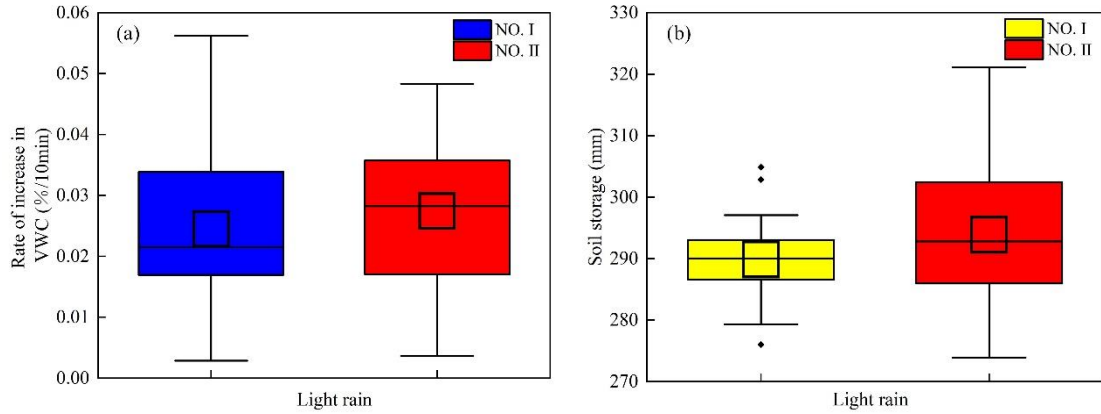 (a)
NO. I
NO. II
Rate of increase in
VWC (%/10min)
0.06
0.05
0.04
0.03
0.02
0.01
0.00
Light rain
(b)
NO. I
NO. II
Soil storage (mm)
330
320
310
300
290
280
270
Light rain